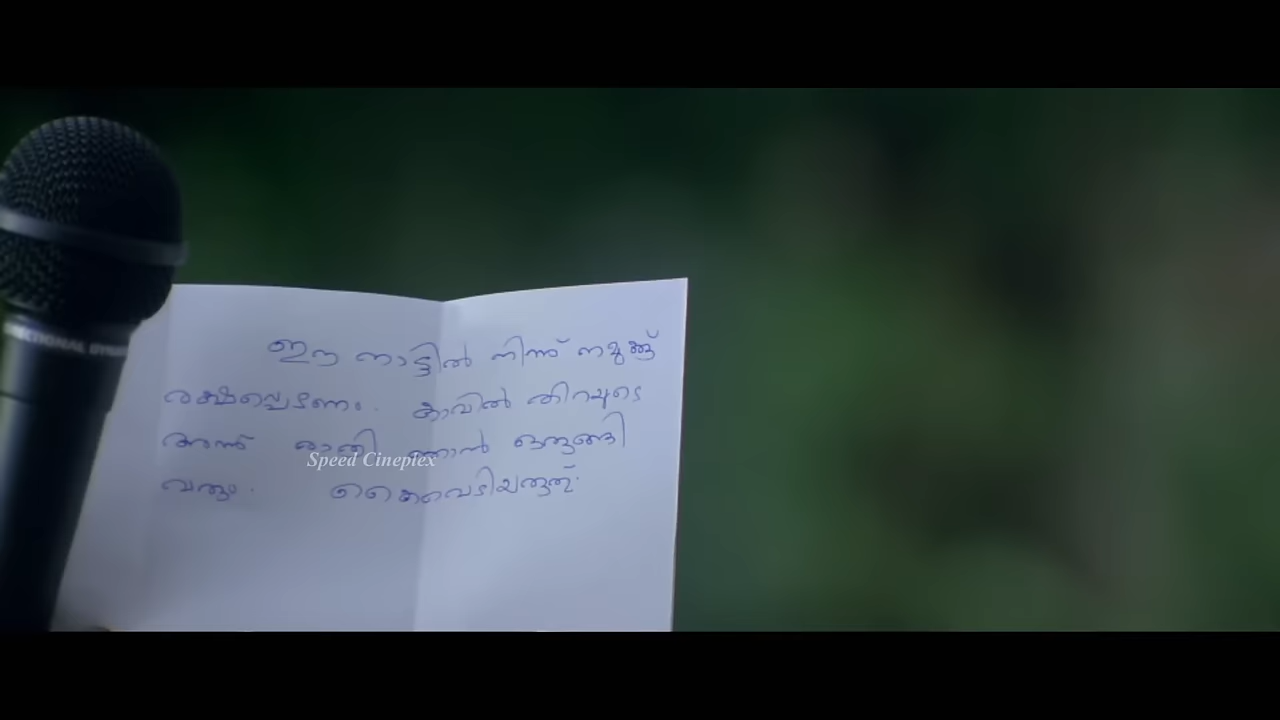 ഈ നാട്ടിൽ നിന്ന് നമുക്ക്
രക്ഷപ്പെടണം. കാവിൽ തിറയുടെ
അന്ന് രാത്രി ഞാൻ ഒരുങ്ങി
Speed Cineplex
വരും. കൈവെടിയരുത്.